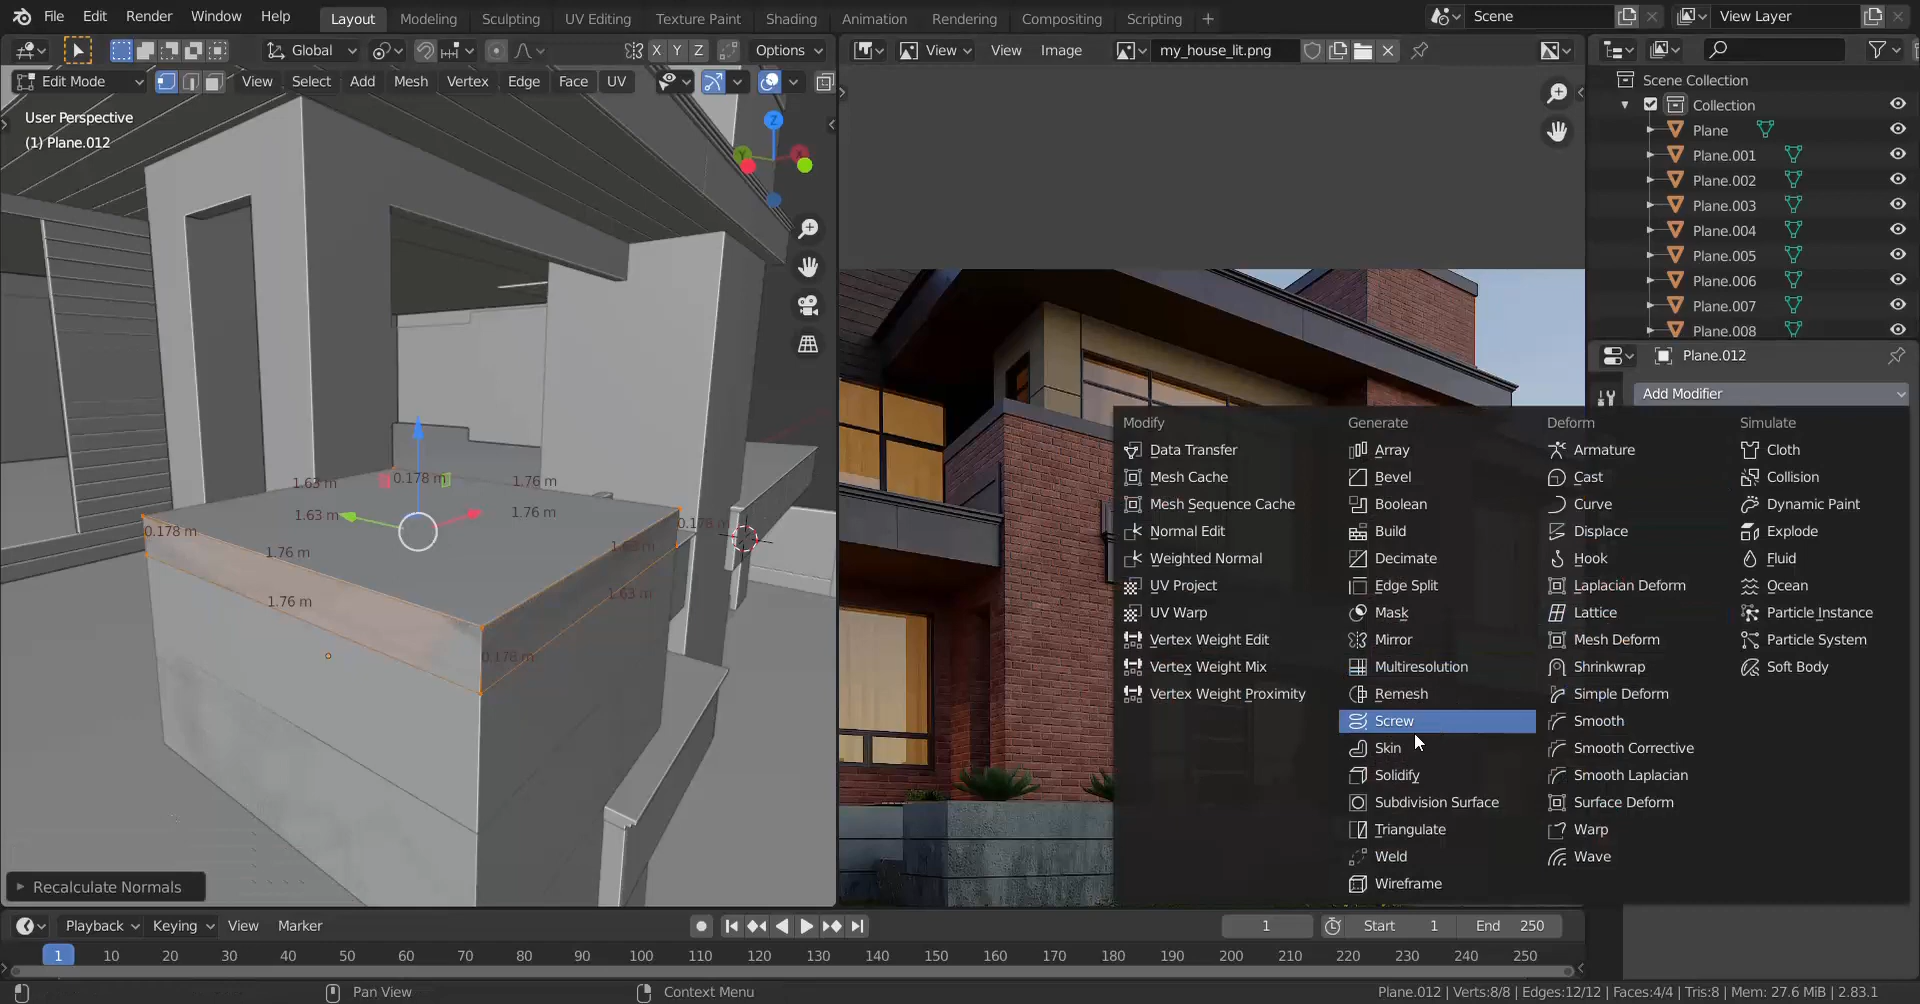 File Edit Render Window Help Layout Modeling Sculpting UV Editing Texture Paint Shading Animation Rendering Compositing Scripting + Scene View Layer
Global X Y Z Options View View Image my_house_lit.png
Edit Mode View Select Add Mesh Vertex Edge Face UV
User Perspective
(1) Plane.012
Z
Y
X
1.63 m
0.178 m
1.76 m
1.63 m
1.76 m
0.178 m
0.178 m
1.76 m
1.63 m
1.76 m
1.63 m
0.178 m
Recalculate Normals
Scene Collection
Collection
Plane
Plane.001
Plane.002
Plane.003
Plane.004
Plane.005
Plane.006
Plane.007
Plane.008
Plane.012
Add Modifier
Modify
Data Transfer
Mesh Cache
Mesh Sequence Cache
Normal Edit
Weighted Normal
UV Project
UV Warp
Vertex Weight Edit
Vertex Weight Mix
Vertex Weight Proximity
Generate
Array
Bevel
Boolean
Build
Decimate
Edge Split
Mask
Mirror
Multiresolution
Remesh
Screw
Skin
Solidify
Subdivision Surface
Triangulate
Weld
Wireframe
Deform
Armature
Cast
Curve
Displace
Hook
Laplacian Deform
Lattice
Mesh Deform
Shrinkwrap
Simple Deform
Smooth
Smooth Corrective
Smooth Laplacian
Surface Deform
Warp
Wave
Simulate
Cloth
Collision
Dynamic Paint
Explode
Fluid
Ocean
Particle Instance
Particle System
Soft Body
Playback Keying View Marker 1 Start 1 End 250
1 10 20 30 40 50 60 70 80 90 100 110 120 130 140 150 160 170 180 190 200 210 220 230 240 250
Pan View Context Menu Plane.012 | Verts:8/8 | Edges:12/12 | Faces:4/4 | Tris:8 | Mem: 27.6 MiB | 2.83.1